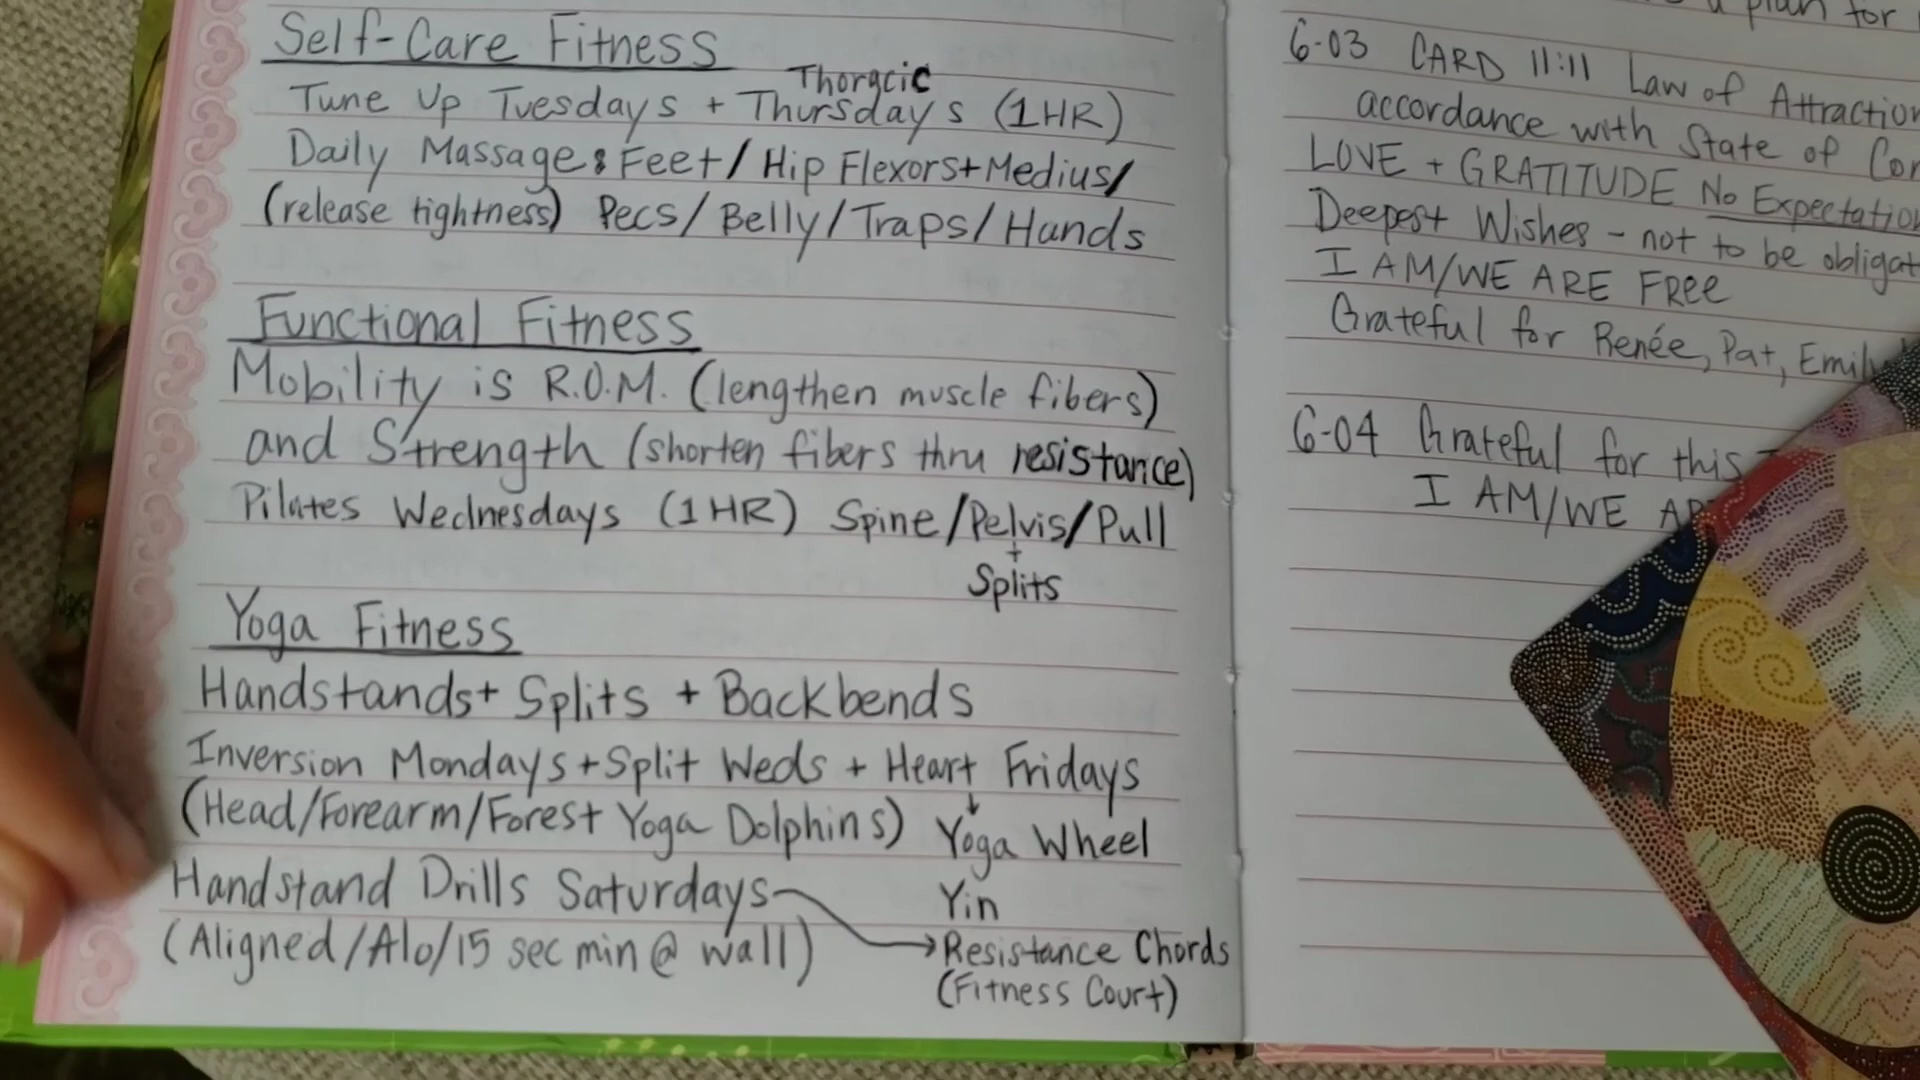 Self-Care Fitness
Thoracic
Tune Up Tuesdays + Thursdays (1HR)
Daily Massage: Feet/Hip Flexors+Medius/
(release tightness) Pecs/Belly/Traps/Hands
Functional Fitness
Mobility is R.O.M. (lengthen muscle fibers)
and Strength (shorten fibers thru resistance)
Pilates Wednesdays (1HR) Spine/Pelvis/Pull
+
Splits
Yoga Fitness
Handstands+ Splits + Backbends
Inversion Mondays+Split Weds + Heart Fridays
(Head/Forearm/Forest Yoga Dolphins) Yoga Wheel
Handstand Drills Saturdays Yin
(Aligned/Alo/15 sec min @ wall) Resistance Chords
(Fitness Court)
plan for
6-03 CARD 11:11 Law of Attraction
accordance with State of
LOVE + GRATITUDE No Expectation
Deepest Wishes - not to be obligat
I AM/WE ARE FREE
Grateful for Renée, Pat, Emily
6-04 Grateful for this
I AM/WE